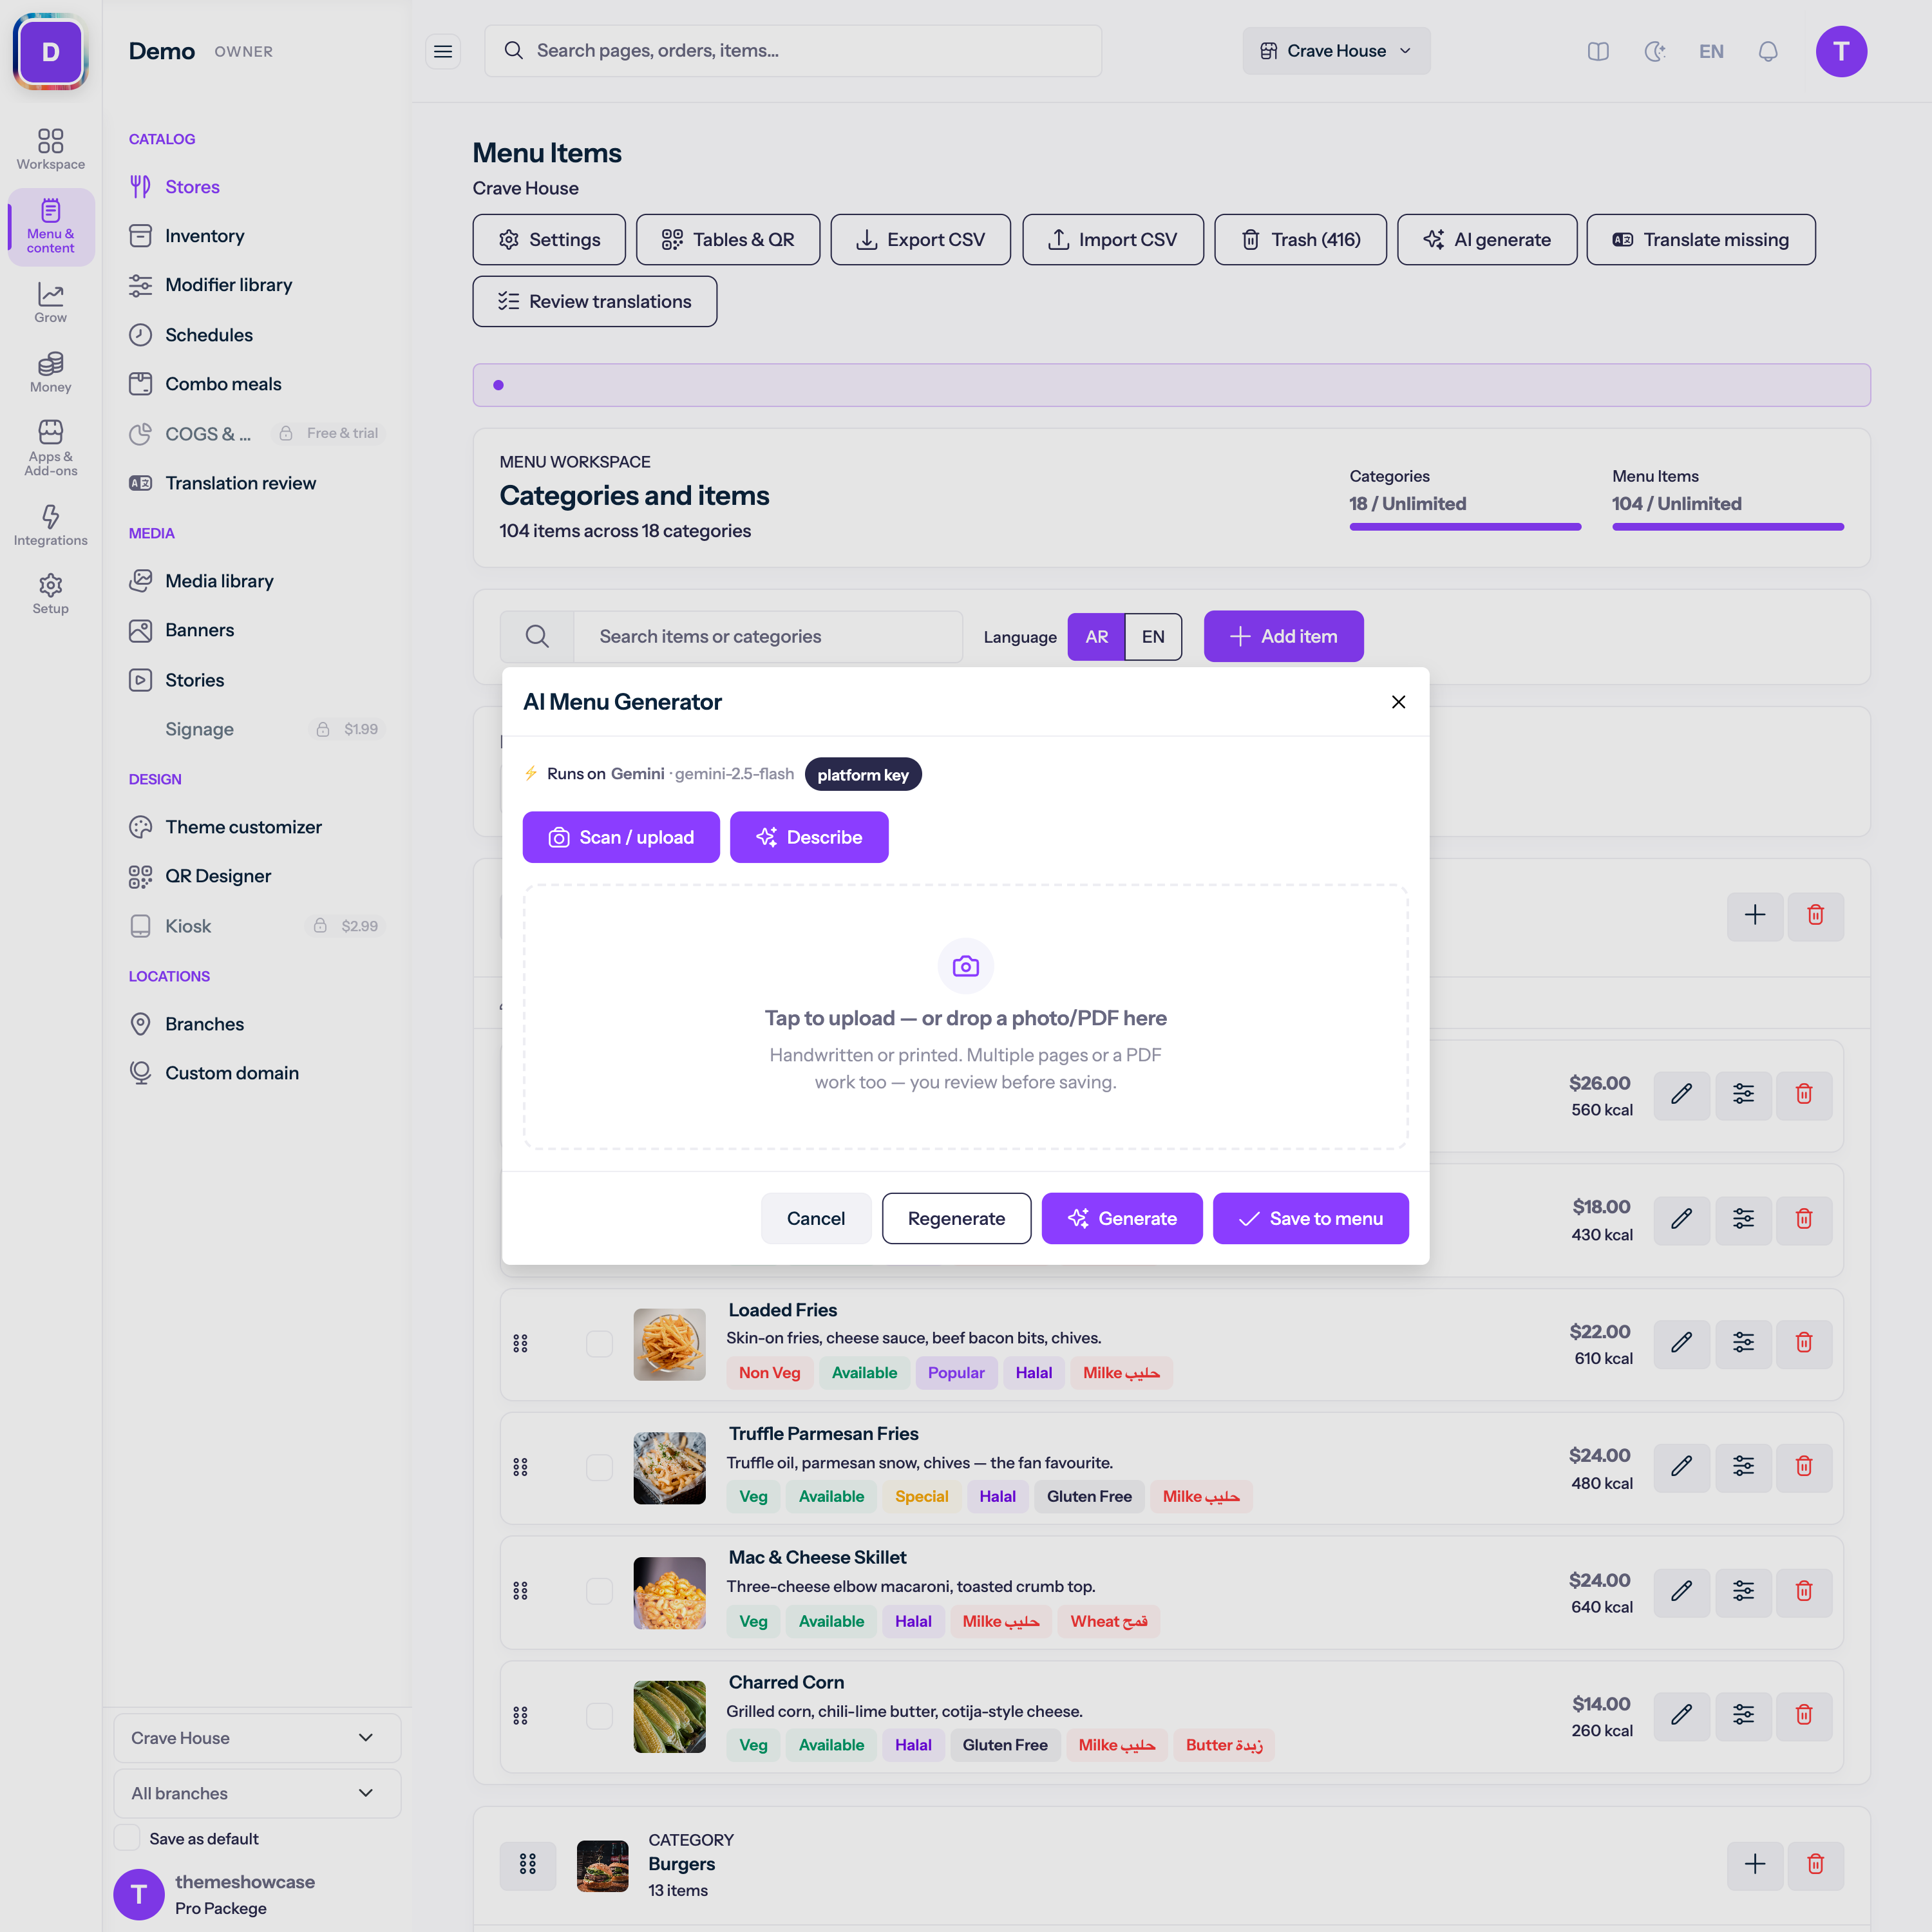 D
Demo OWNER
Search pages, orders, items...
Crave House
EN
T
Workspace
Menu &
content
Grow
Money
Apps &
Add-ons
Integrations
Setup
CATALOG
Stores
Inventory
Modifier library
Schedules
Combo meals
COGS & ... Free & trial
Translation review
MEDIA
Media library
Banners
Stories
Signage $1.99
DESIGN
Theme customizer
QR Designer
Kiosk $2.99
LOCATIONS
Branches
Custom domain
Crave House
All branches
Save as default
T
themeshowcase
Pro Packege
Menu Items
Crave House
Settings
Tables & QR
Export CSV
Import CSV
Trash (416)
AI generate
Translate missing
Review translations
MENU WORKSPACE
Categories and items
104 items across 18 categories
Categories
18 / Unlimited
Menu Items
104 / Unlimited
Search items or categories
Language AR EN
Add item
AI Menu Generator
Runs on Gemini · gemini-2.5-flash platform key
Scan / upload
Describe
Tap to upload — or drop a photo/PDF here
Handwritten or printed. Multiple pages or a PDF
work too — you review before saving.
Cancel
Regenerate
Generate
Save to menu
$26.00
560 kcal
$18.00
430 kcal
Loaded Fries
Skin-on fries, cheese sauce, beef bacon bits, chives.
Non Veg Available Popular Halal Milke حليب
$22.00
610 kcal
Truffle Parmesan Fries
Truffle oil, parmesan snow, chives — the fan favourite.
Veg Available Special Halal Gluten Free Milke حليب
$24.00
480 kcal
Mac & Cheese Skillet
Three-cheese elbow macaroni, toasted crumb top.
Veg Available Halal Milke حليب Wheat قمح
$24.00
640 kcal
Charred Corn
Grilled corn, chili-lime butter, cotija-style cheese.
Veg Available Halal Gluten Free Milke حليب Butter زبدة
$14.00
260 kcal
CATEGORY
Burgers
13 items